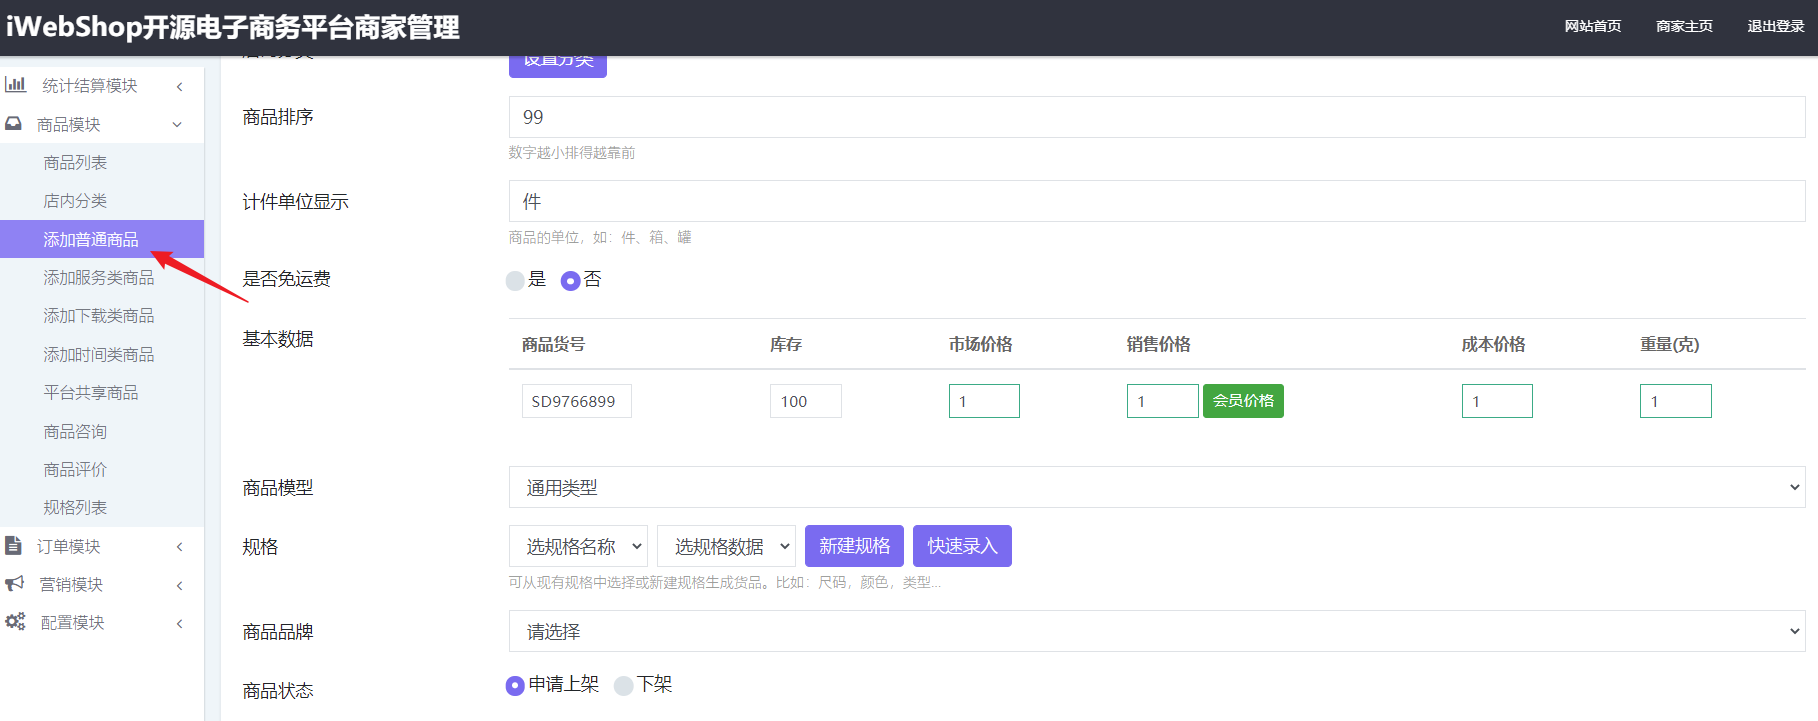 iWebShop开源电子商务平台商家管理
网站首页 商家主页 退出登录
统计结算模块
商品模块
商品列表
店内分类
添加普通商品
添加服务类商品
添加下载类商品
添加时间类商品
平台共享商品
商品咨询
商品评价
规格列表
订单模块
营销模块
配置模块
设置分类
商品排序 99
数字越小排得越靠前
计件单位显示 件
商品的单位，如：件、箱、罐
是否免运费 是 否
基本数据
商品货号 库存 市场价格 销售价格 成本价格 重量(克)
SD9766899 100 1 1 会员价格 1 1
商品模型 通用类型
规格 选规格名称 选规格数据 新建规格 快速录入
可从现有规格中选择或新建规格生成货品。比如：尺码，颜色，类型...
商品品牌 请选择
商品状态 申请上架 下架